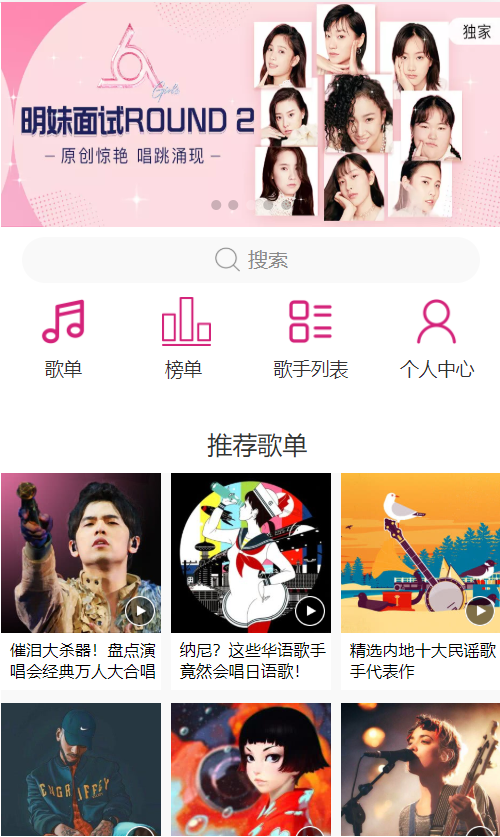 独家
Girls
明妹面试ROUND 2
– 原创惊艳 唱跳涌现 –
搜索
歌单
榜单
歌手列表
个人中心
推荐歌单
催泪大杀器！盘点演
唱会经典万人大合唱
纳尼？这些华语歌手
竟然会唱日语歌！
精选内地十大民谣歌
手代表作